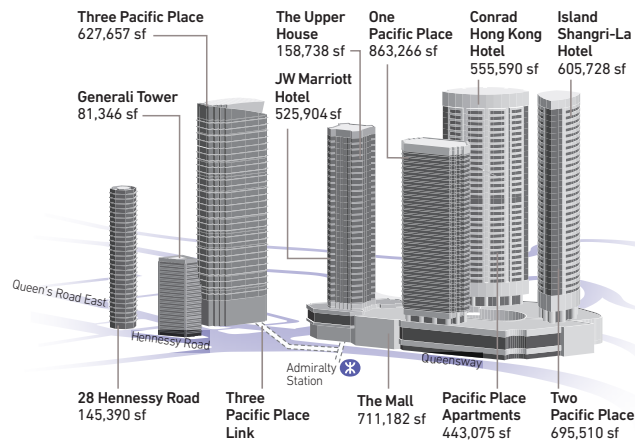 Three Pacific Place
627,657 sf
The Upper
House
158,738 sf
One
Pacific Place
863,266 sf
Conrad
Hong Kong
Hotel
555,590 sf
Island
Shangri-La
Hotel
605,728 sf
Generali Tower
81,346 sf
JW Marriott
Hotel
525,904 sf
Queen's Road East
Hennessy Road
Admiralty
Station
Queensway
28 Hennessy Road
145,390 sf
Three
Pacific Place
Link
The Mall
711,182 sf
Pacific Place
Apartments
443,075 sf
Two
Pacific Place
695,510 sf